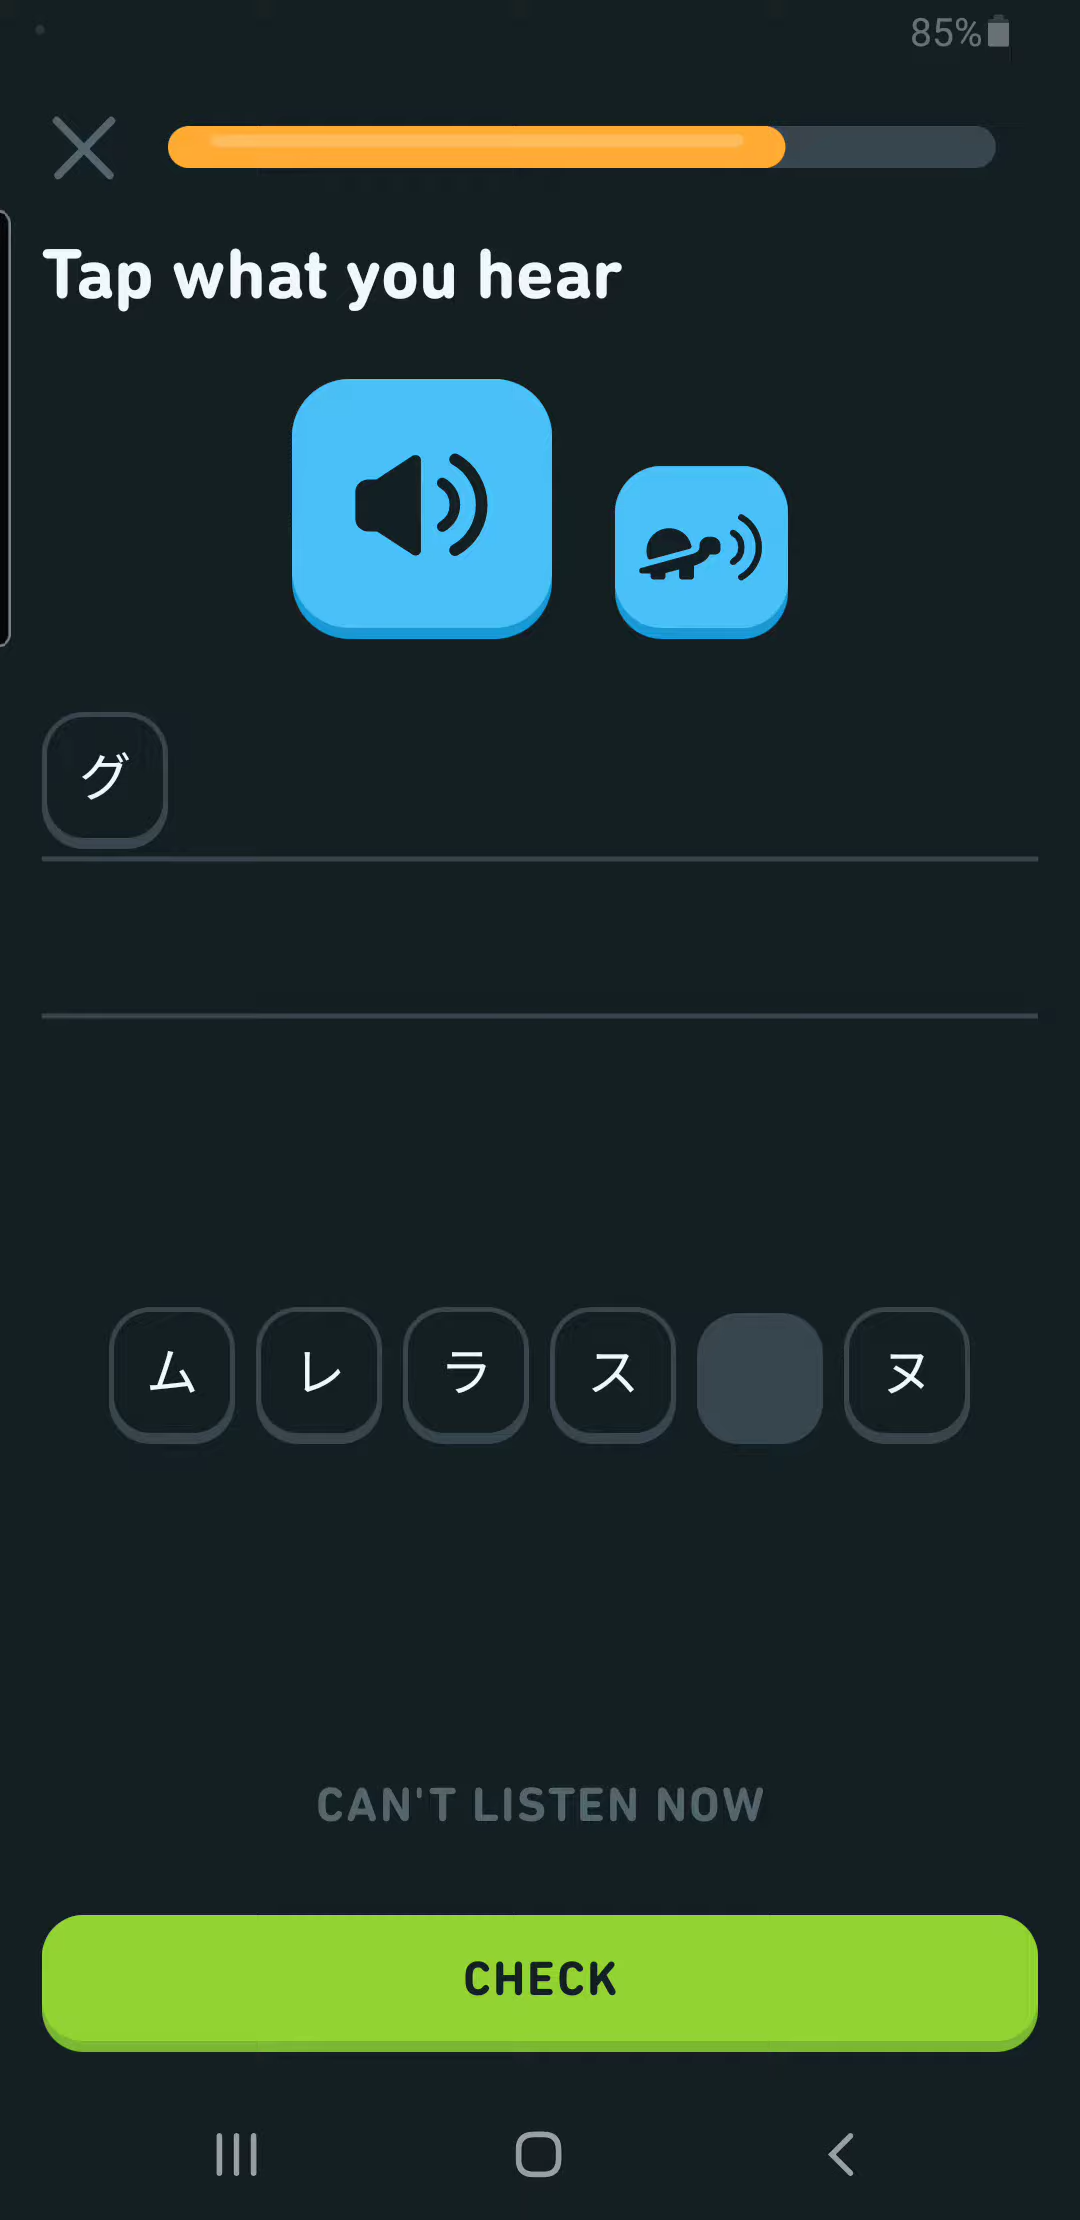 85%
Tap what you hear
グ
ム レ ラ ス ヌ
CAN'T LISTEN NOW
CHECK